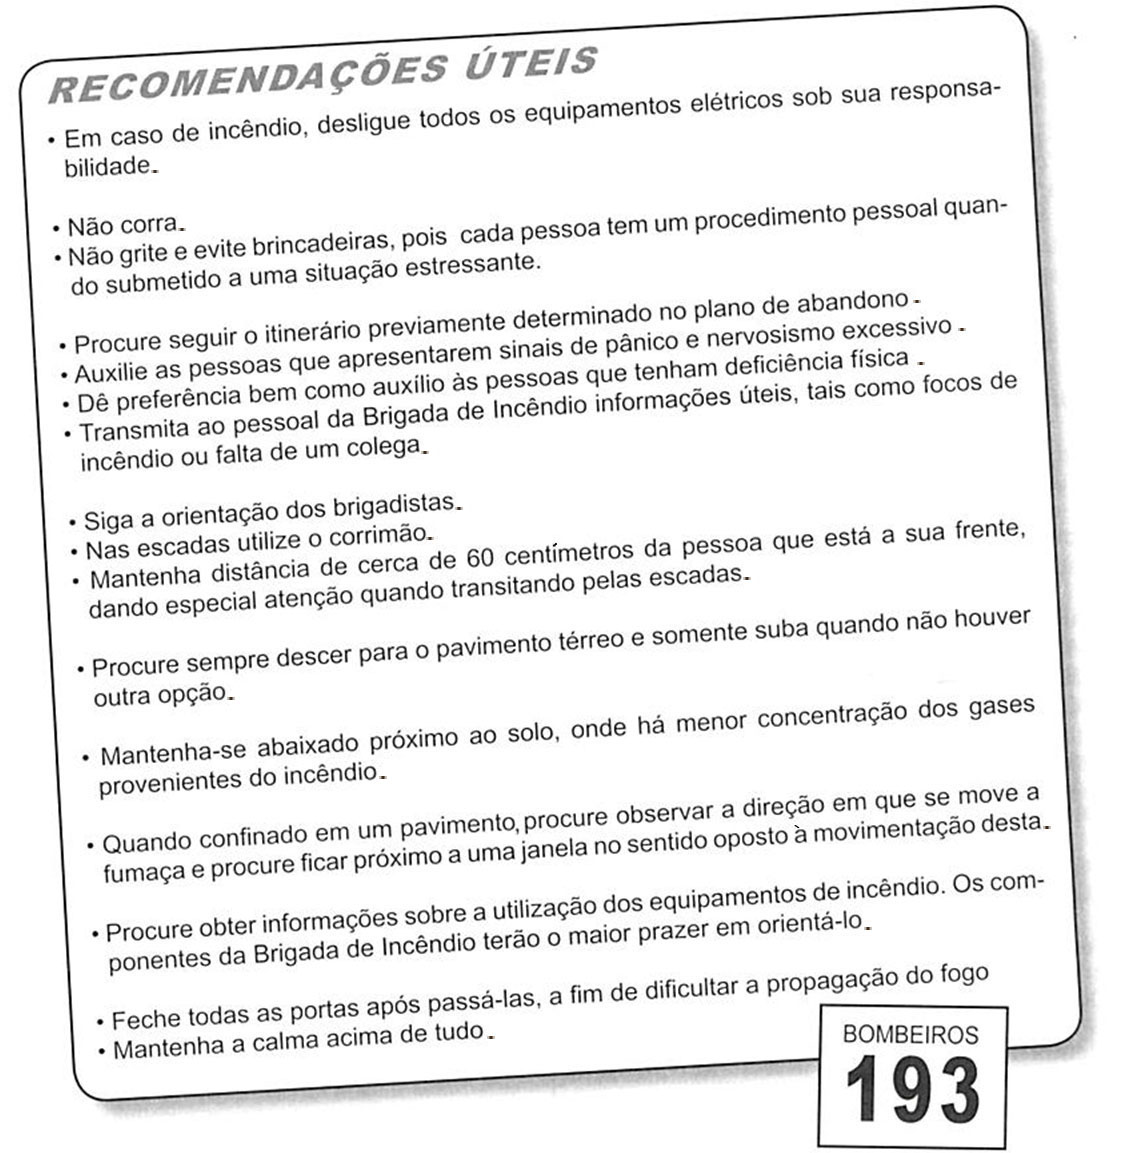 RECOMENDAÇÕES ÚTEIS
• Em caso de incêndio, desligue todos os equipamentos elétricos sob sua responsa-
bilidade.
• Não corra.
• Não grite e evite brincadeiras, pois cada pessoa tem um procedimento pessoal quan-
do submetido a uma situação estressante.
• Procure seguir o itinerário previamente determinado no plano de abandono.
• Auxilie as pessoas que apresentarem sinais de pânico e nervosismo excessivo.
• Dê preferência bem como auxílio às pessoas que tenham deficiência física.
• Transmita ao pessoal da Brigada de Incêndio informações úteis, tais como focos de
incêndio ou falta de um colega.
• Siga a orientação dos brigadistas.
• Nas escadas utilize o corrimão.
• Mantenha distância de cerca de 60 centímetros da pessoa que está a sua frente,
dando especial atenção quando transitando pelas escadas.
• Procure sempre descer para o pavimento térreo e somente suba quando não houver
outra opção.
• Mantenha-se abaixado próximo ao solo, onde há menor concentração dos gases
provenientes do incêndio.
• Quando confinado em um pavimento, procure observar a direção em que se move a
fumaça e procure ficar próximo a uma janela no sentido oposto à movimentação desta.
• Procure obter informações sobre a utilização dos equipamentos de incêndio. Os com-
ponentes da Brigada de Incêndio terão o maior prazer em orientá-lo.
• Feche todas as portas após passá-las, a fim de dificultar a propagação do fogo
• Mantenha a calma acima de tudo.
BOMBEIROS
193